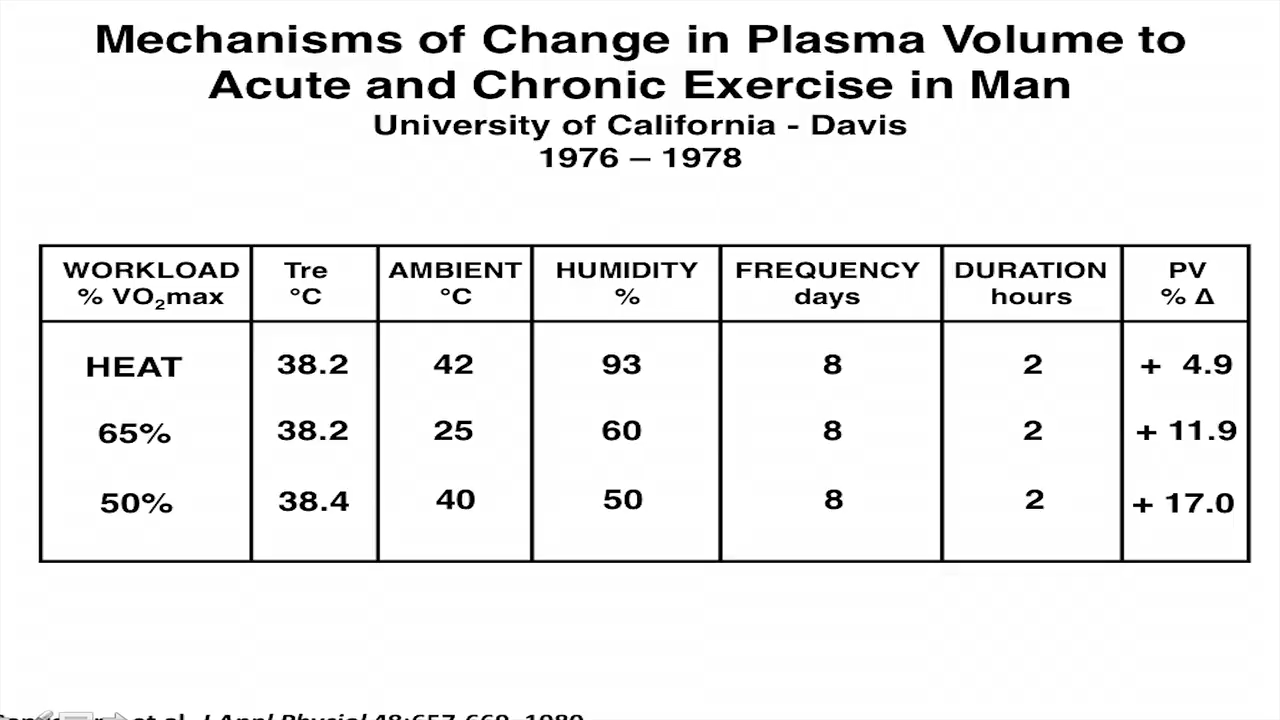 Mechanisms of Change in Plasma Volume to
Acute and Chronic Exercise in Man
University of California - Davis
1976 – 1978
WORKLOAD % VO₂max Tre °C AMBIENT °C HUMIDITY % FREQUENCY days DURATION hours PV % Δ
HEAT 38.2 42 93 8 2 + 4.9
65% 38.2 25 60 8 2 + 11.9
50% 38.4 40 50 8 2 + 17.0
et al. J Appl Physiol 48:657-669, 1980